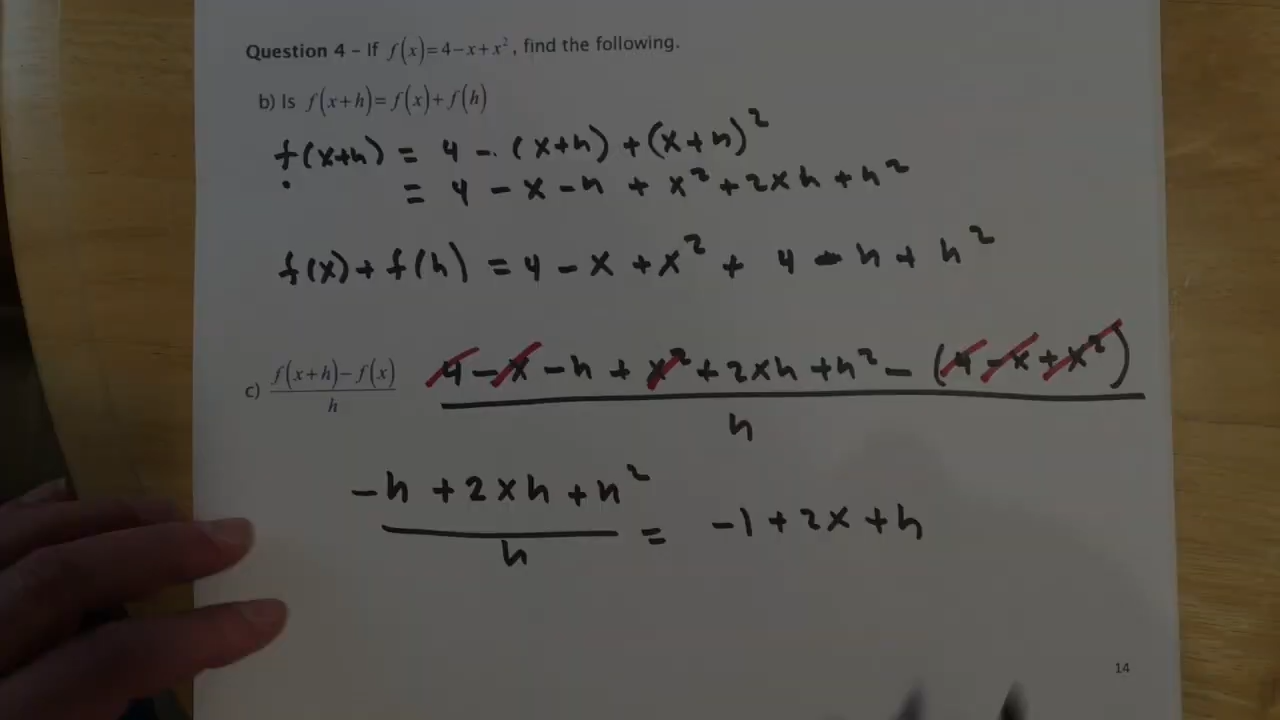 Question 4 – If f(x)=4−x+x², find the following.
b) Is f(x+h)=f(x)+f(h)
f(x+h) = 4 − (x+h) + (x+h)²
= 4 − x − h + x² + 2xh + h²
f(x) + f(h) = 4 − x + x² + 4 − h + h²
c) (f(x+h)−f(x))/h (4 − x − h + x² + 2xh + h² − (4 − x + x²))/h
(−h + 2xh + h²)/h = −1 + 2x + h
14